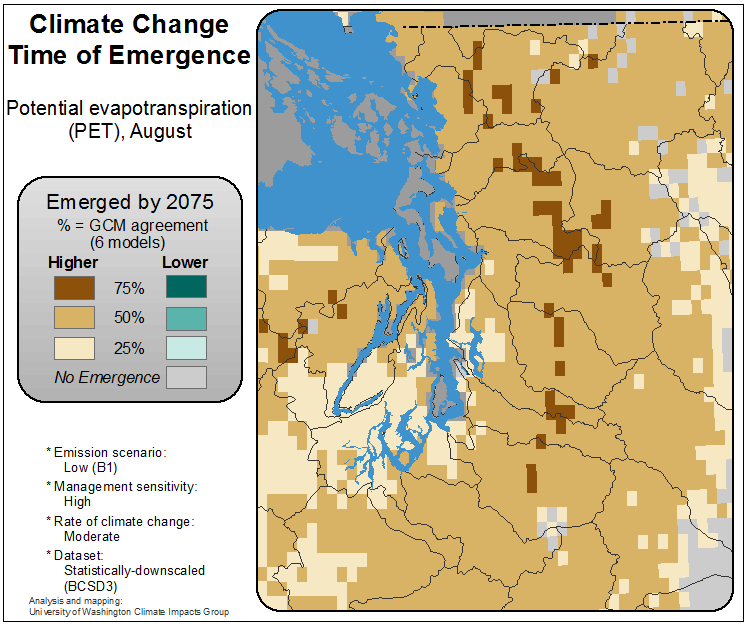 Climate Change
Time of Emergence
Potential evapotranspiration
(PET), August
Emerged by 2075
% = GCM agreement
(6 models)
Higher Lower
75%
50%
25%
No Emergence
* Emission scenario:
Low (B1)
* Management sensitivity:
High
* Rate of climate change:
Moderate
* Dataset:
Statistically-downscaled
(BCSD3)
Analysis and mapping:
University of Washington Climate Impacts Group